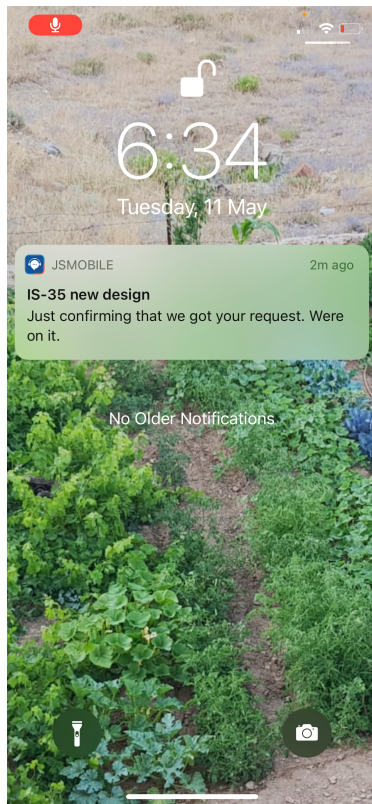 6:34
Tuesday, 11 May
JSMOBILE
2m ago
IS-35 new design
Just confirming that we got your request. Were
on it.
No Older Notifications